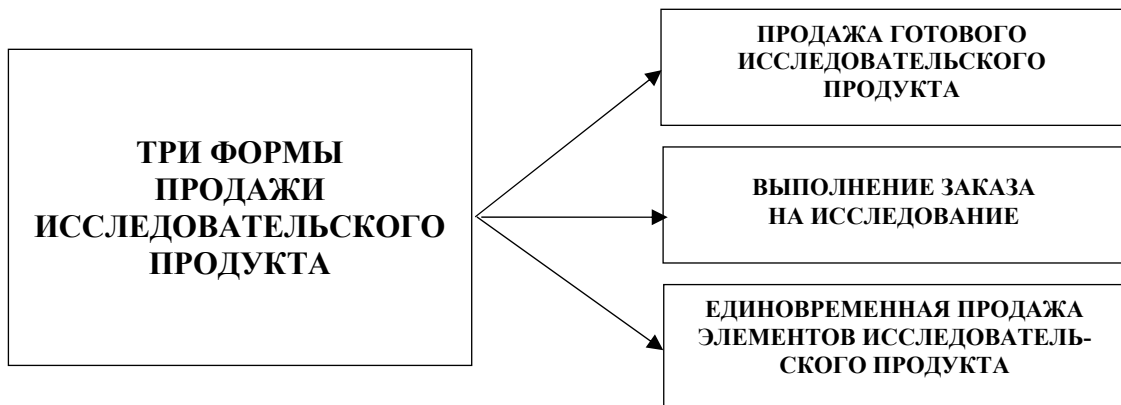 ТРИ ФОРМЫ
ПРОДАЖИ
ИССЛЕДОВАТЕЛЬСКОГО
ПРОДУКТА
ПРОДАЖА ГОТОВОГО
ИССЛЕДОВАТЕЛЬСКОГО
ПРОДУКТА
ВЫПОЛНЕНИЕ ЗАКАЗА
НА ИССЛЕДОВАНИЕ
ЕДИНОВРЕМЕННАЯ ПРОДАЖА
ЭЛЕМЕНТОВ ИССЛЕДОВАТЕЛЬ-
СКОГО ПРОДУКТА